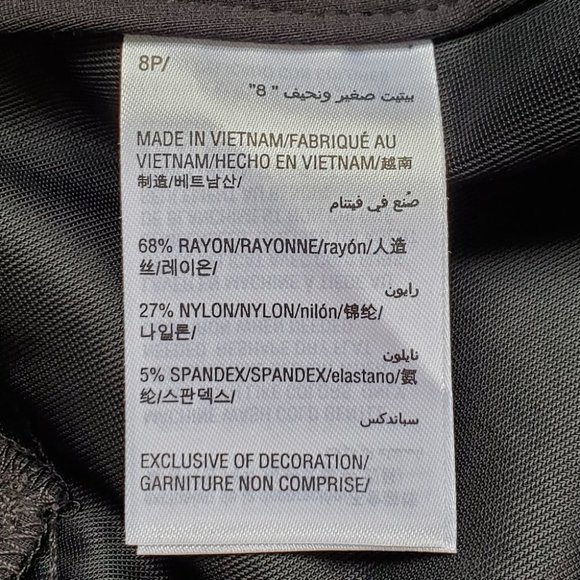 8P/
بيتيت صغير ونحيف " 8"
MADE IN VIETNAM/FABRIQUÉ AU
VIETNAM/HECHO EN VIETNAM/越南
制造/베트남산/
صُنع في فيتنام
68% RAYON/RAYONNE/rayón/人造
丝/레이온/
رايون
27% NYLON/NYLON/nilón/锦纶/
나일론/
نايلون
5% SPANDEX/SPANDEX/elastano/氨
纶/스판덱스/
سباندكس
EXCLUSIVE OF DECORATION/
GARNITURE NON COMPRISE/